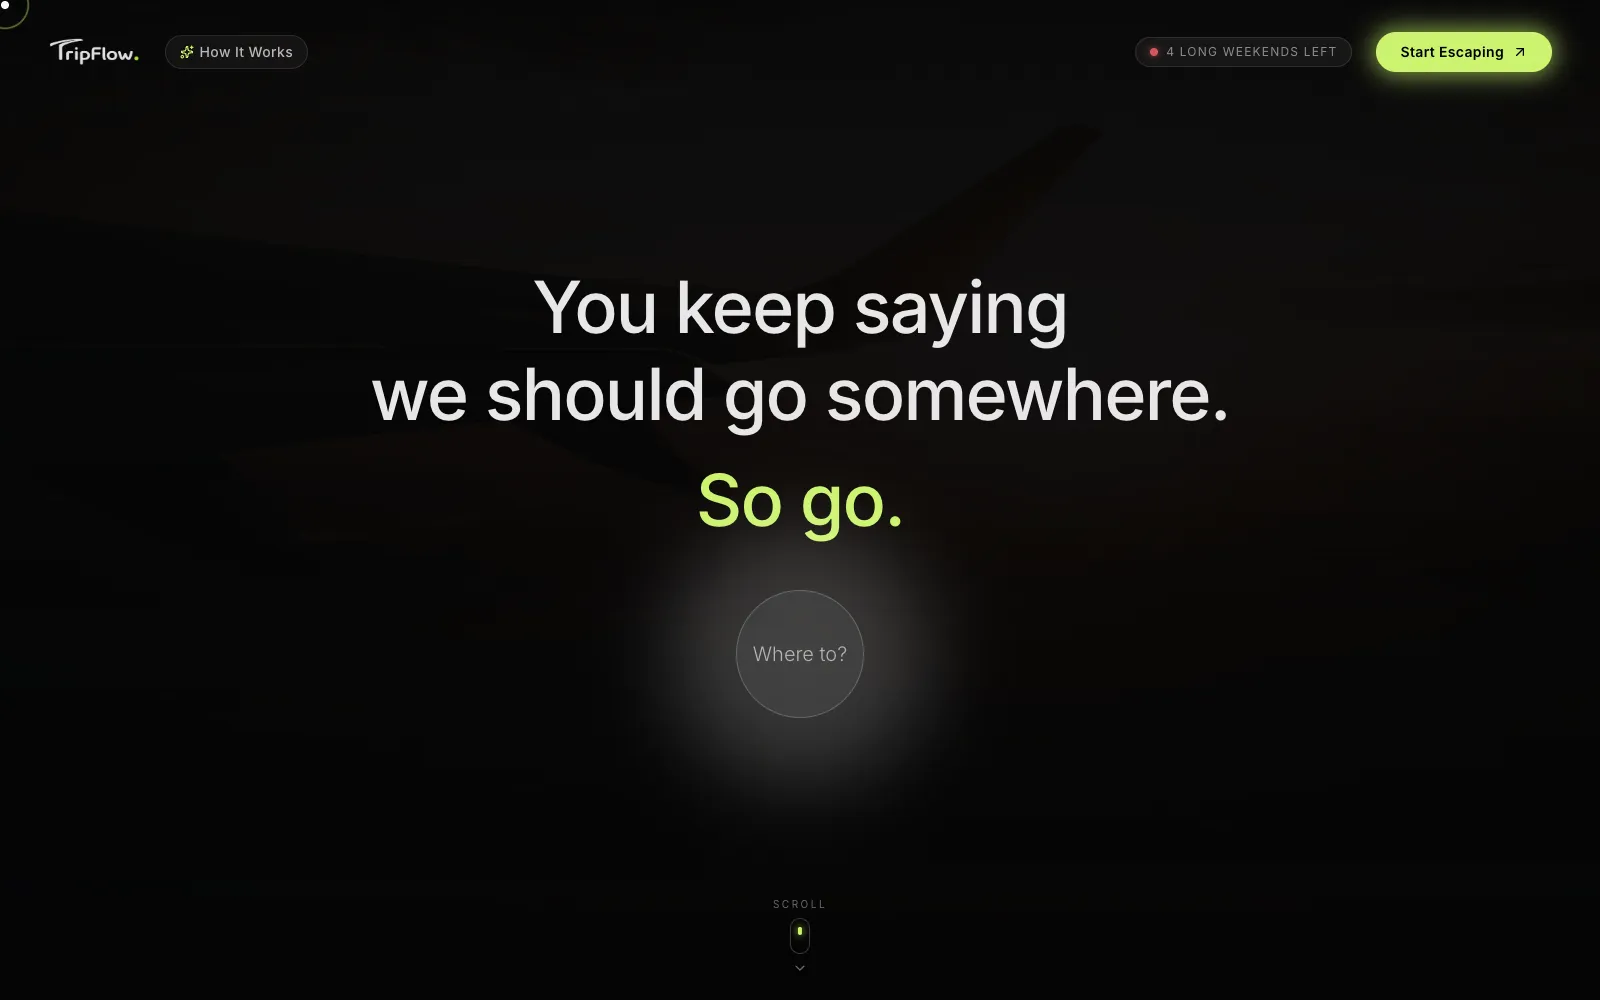 TripFlow.
How It Works
4 LONG WEEKENDS LEFT
Start Escaping
You keep saying
we should go somewhere.
So go.
Where to?
SCROLL